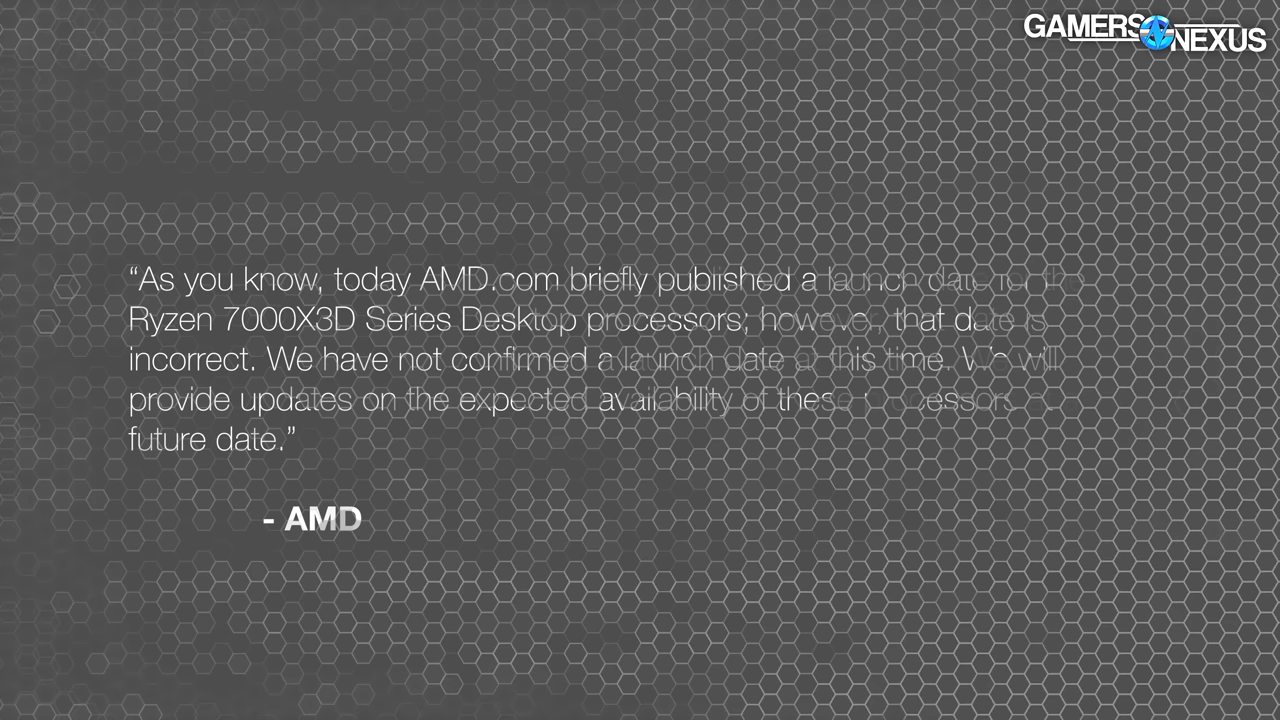 GAMERS NEXUS
“As you know, today AMD.com briefly published a launch date for the
Ryzen 7000X3D Series Desktop processors; however, that date is
incorrect. We have not confirmed a launch date at this time. We will
provide updates on the expected availability of these processors
future date.”
- AMD